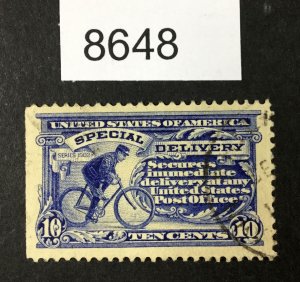 8648
UNITED STATES OF AMERICA
SPECIAL DELIVERY
SERIES 1902
Secures
immediate
delivery at any
United States
Post Office
10 TEN CENTS 10